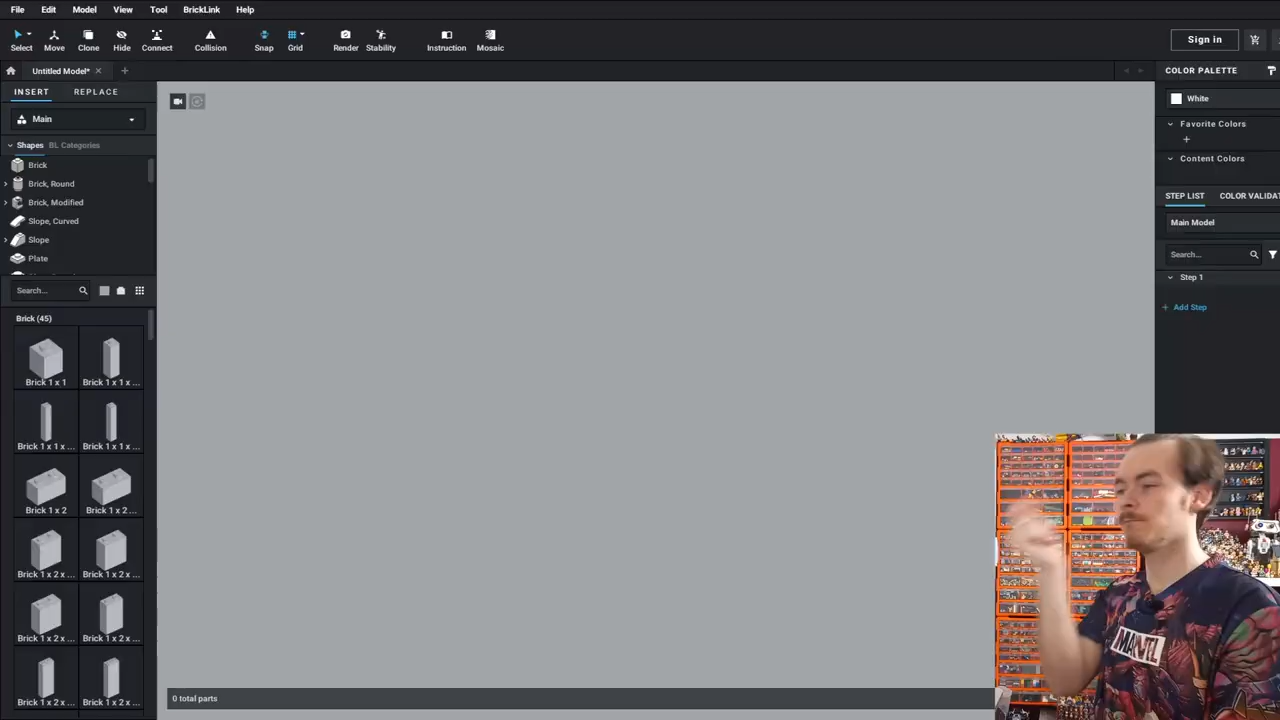 File Edit Model View Tool BrickLink Help
Select Move Clone Hide Connect Collision Snap Grid Render Stability Instruction Mosaic Sign in
Untitled Model*
COLOR PALETTE
INSERT REPLACE
White
Main
Favorite Colors
Shapes BL Categories
Content Colors
Brick
Brick, Round
STEP LIST COLOR VALIDAT
Brick, Modified
Main Model
Slope, Curved
Slope
Search...
Plate
Step 1
Search...
Add Step
Brick (45)
Brick 1 x 1 Brick 1 x 1 x ...
Brick 1 x 1 x ... Brick 1 x 1 x ...
Brick 1 x 2 Brick 1 x 2 ...
Brick 1 x 2 x ... Brick 1 x 2 x ...
Brick 1 x 2 x ... Brick 1 x 2 x ...
Brick 1 x 2 x ... Brick 1 x 2 x ...
0 total parts